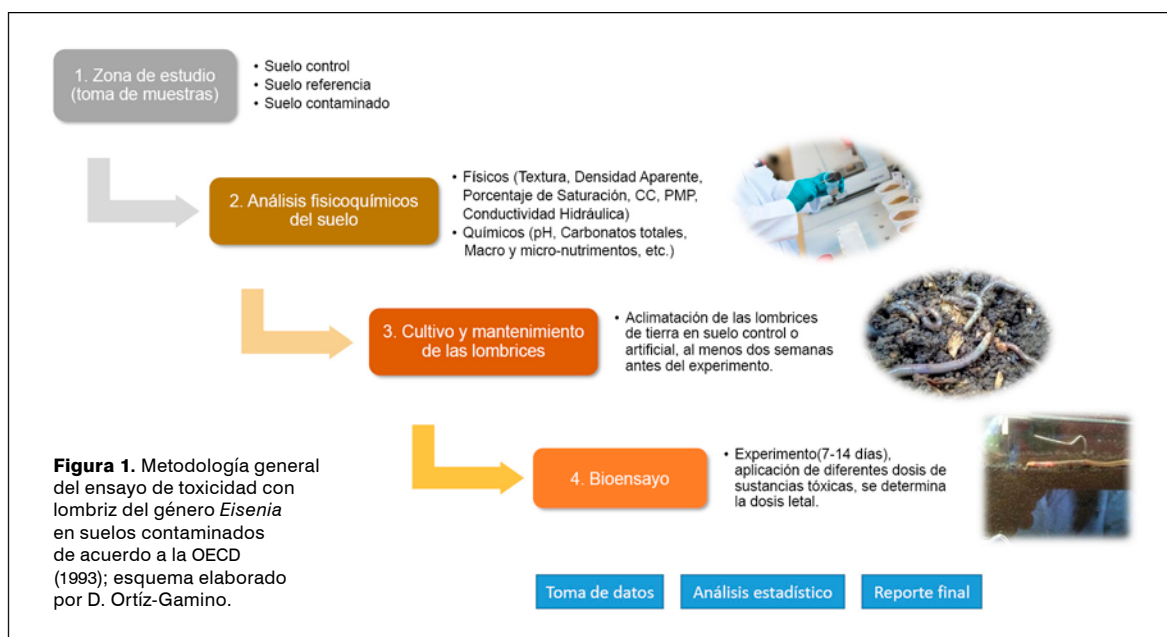 1. Zona de estudio
(toma de muestras)
• Suelo control
• Suelo referencia
• Suelo contaminado
2. Análisis fisicoquímicos
del suelo
• Físicos (Textura, Densidad Aparente,
Porcentaje de Saturación, CC, PMP,
Conductividad Hidráulica)
• Químicos (pH, Carbonatos totales,
Macro y micro-nutrimentos, etc.)
3. Cultivo y mantenimiento
de las lombrices
• Aclimatación de las lombrices
de tierra en suelo control o
artificial, al menos dos semanas
antes del experimento.
4. Bioensayo
• Experimento(7-14 días),
aplicación de diferentes dosis de
sustancias tóxicas, se determina
la dosis letal.
Figura 1. Metodología general
del ensayo de toxicidad con
lombriz del género Eisenia
en suelos contaminados
de acuerdo a la OECD
(1993); esquema elaborado
por D. Ortíz-Gamino.
Toma de datos
Análisis estadístico
Reporte final